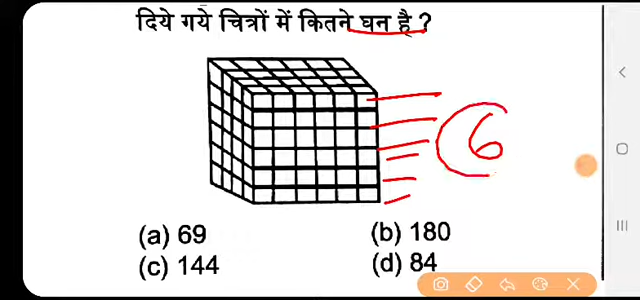 दिये गये चित्रों में कितने घन है ?
6
(a) 69
(b) 180
(c) 144
(d) 84